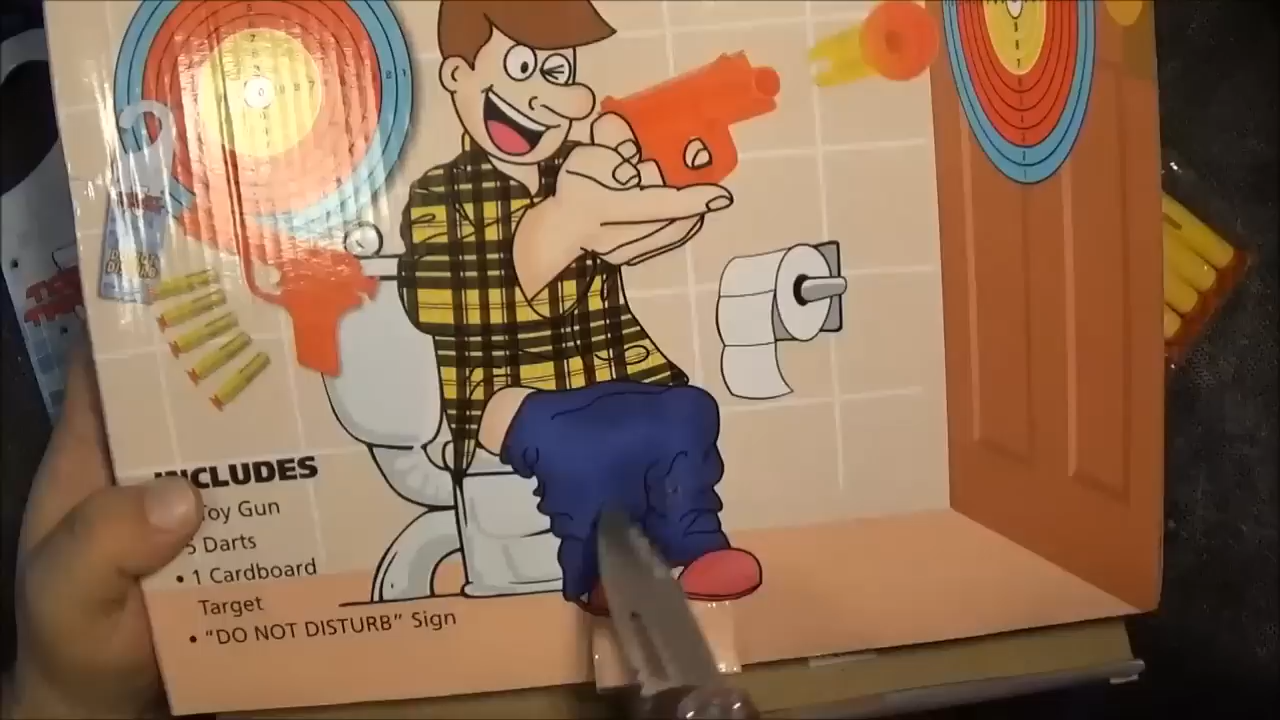 INCLUDES
Toy Gun
5 Darts
• 1 Cardboard
Target
• "DO NOT DISTURB" Sign